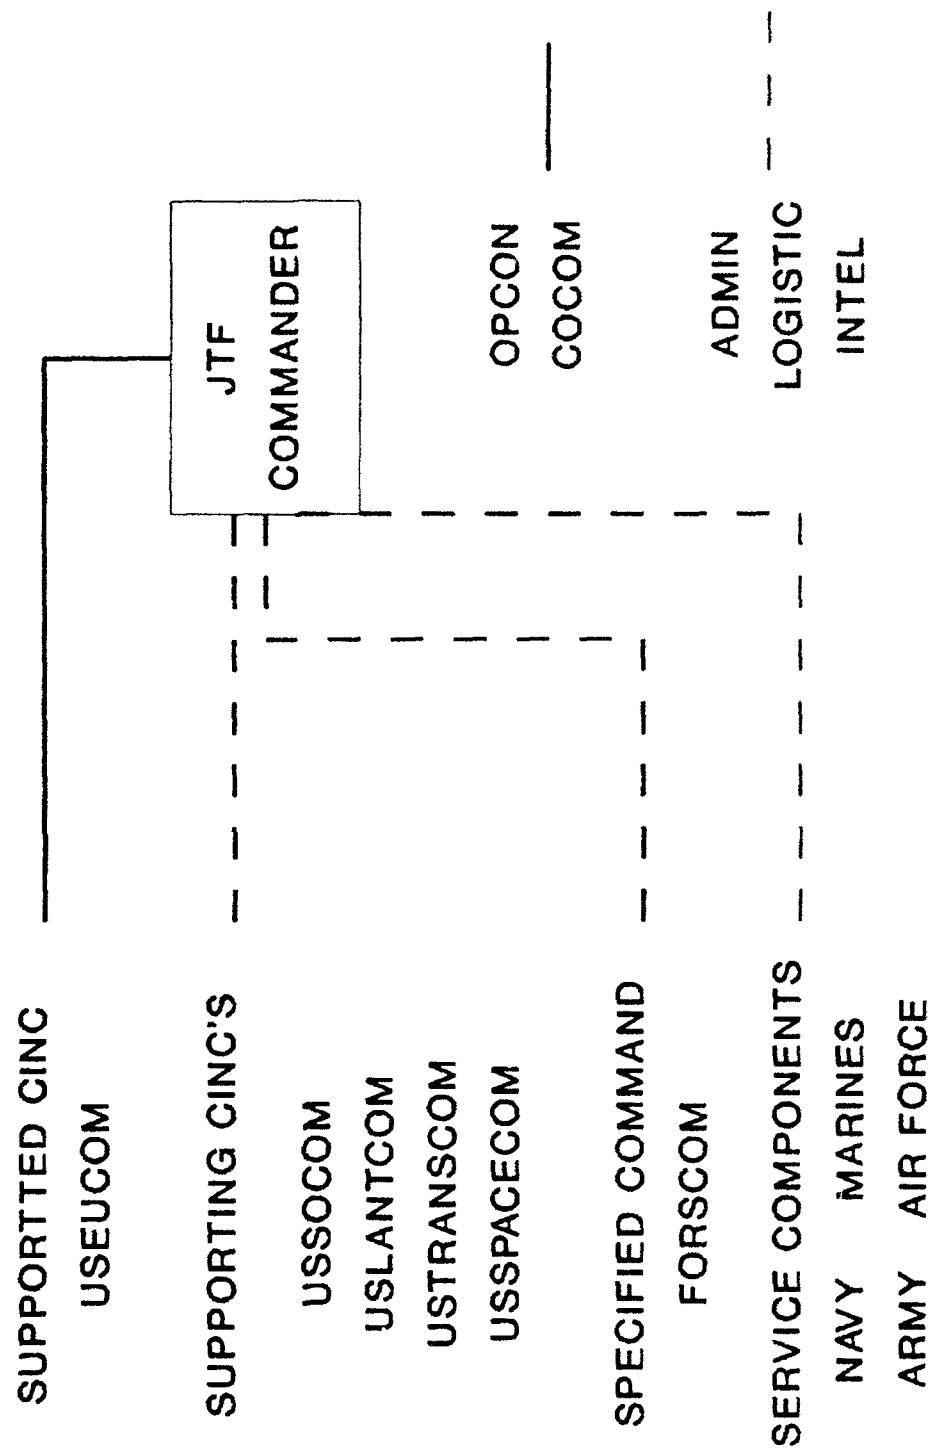 SUPPORTED CINC
USEUCOM
SUPPORTING CINC'S
USSOCOM
USLANTCOM
USTRANSCOM
USSPACECOM
SPECIFIED COMMAND
FORSCOM
SERVICE COMPONENTS
NAVY MARINES
ARMY AIR FORCE
JTF
COMMANDER
OPCON
COCOM
ADMIN
LOGISTIC
INTEL